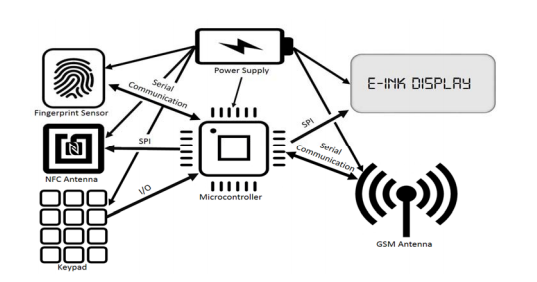 Power Supply
E-INK DISPLAY
Fingerprint Sensor
Serial
Communication
SPI
NFC Antenna
SPI
Serial
Communication
I/O
Microcontroller
Keypad
GSM Antenna